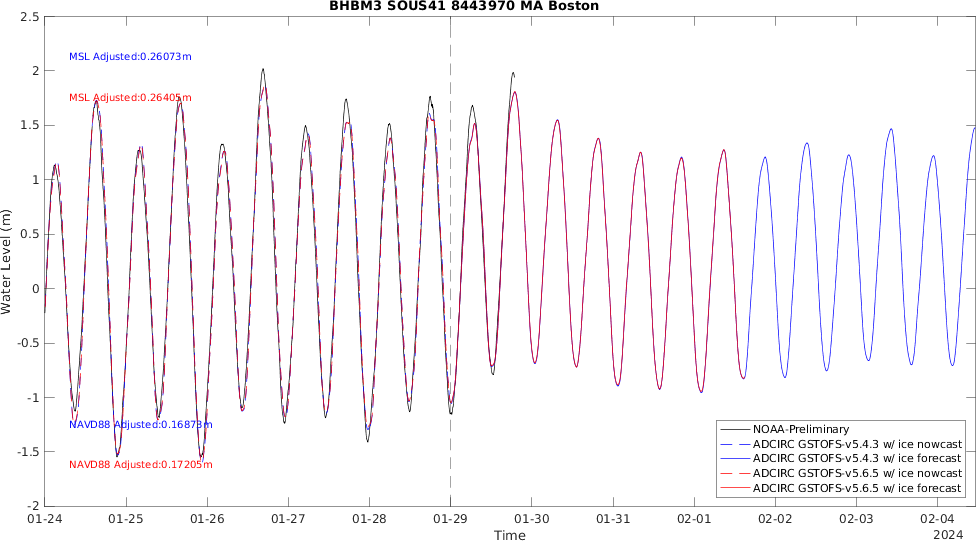 BHBM3 SOUS41 8443970 MA Boston
2.5
2
1.5
1
0.5
0
-0.5
-1
-1.5
-2
Water Level (m)
MSL Adjusted:0.26073m
MSL Adjusted:0.26405m
NAVD88 Adjusted:0.16873m
NAVD88 Adjusted:0.17205m
NOAA-Preliminary
ADCIRC GSTOFS-v5.4.3 w/ ice nowcast
ADCIRC GSTOFS-v5.4.3 w/ ice forecast
ADCIRC GSTOFS-v5.6.5 w/ ice nowcast
ADCIRC GSTOFS-v5.6.5 w/ ice forecast
01-24 01-25 01-26 01-27 01-28 01-29 01-30 01-31 02-01 02-02 02-03 02-04
Time
2024